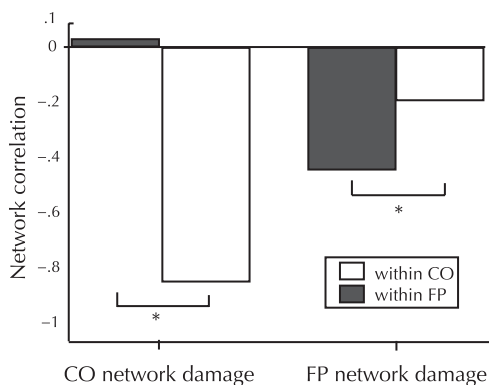 .1
0
–.2
–.4
–.6
–.8
–1
Network correlation
*
*
within CO
within FP
CO network damage
FP network damage